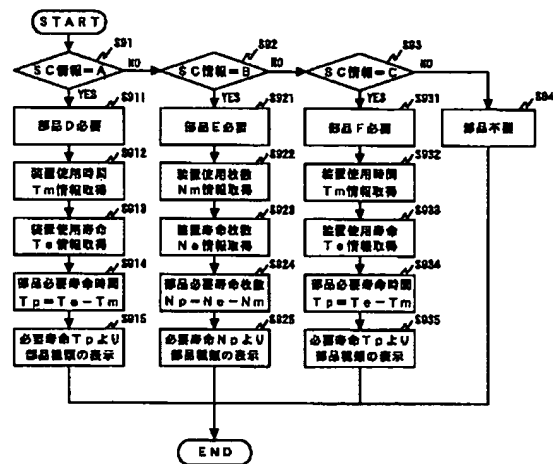 START
S91
SC情報=A
NO
YES
S92
SC情報=B
NO
YES
S93
SC情報=C
NO
YES
S94
部品不要
S911
部品D必要
S912
装置使用時間
Tm情報取得
S913
装置使用寿命
Te情報取得
S914
部品必要寿命時間
Tp=Te-Tm
S915
必要寿命Tpより
部品種類の表示
S921
部品E必要
S922
装置使用枚数
Nm情報取得
S923
装置寿命枚数
Ne情報取得
S924
部品必要寿命枚数
Np=Ne-Nm
S925
必要寿命Npより
部品種類の表示
S931
部品F必要
S932
装置使用時間
Tm情報取得
S933
装置使用寿命
Te情報取得
S934
部品必要寿命時間
Tp=Te-Tm
S935
必要寿命Tpより
部品種類の表示
END